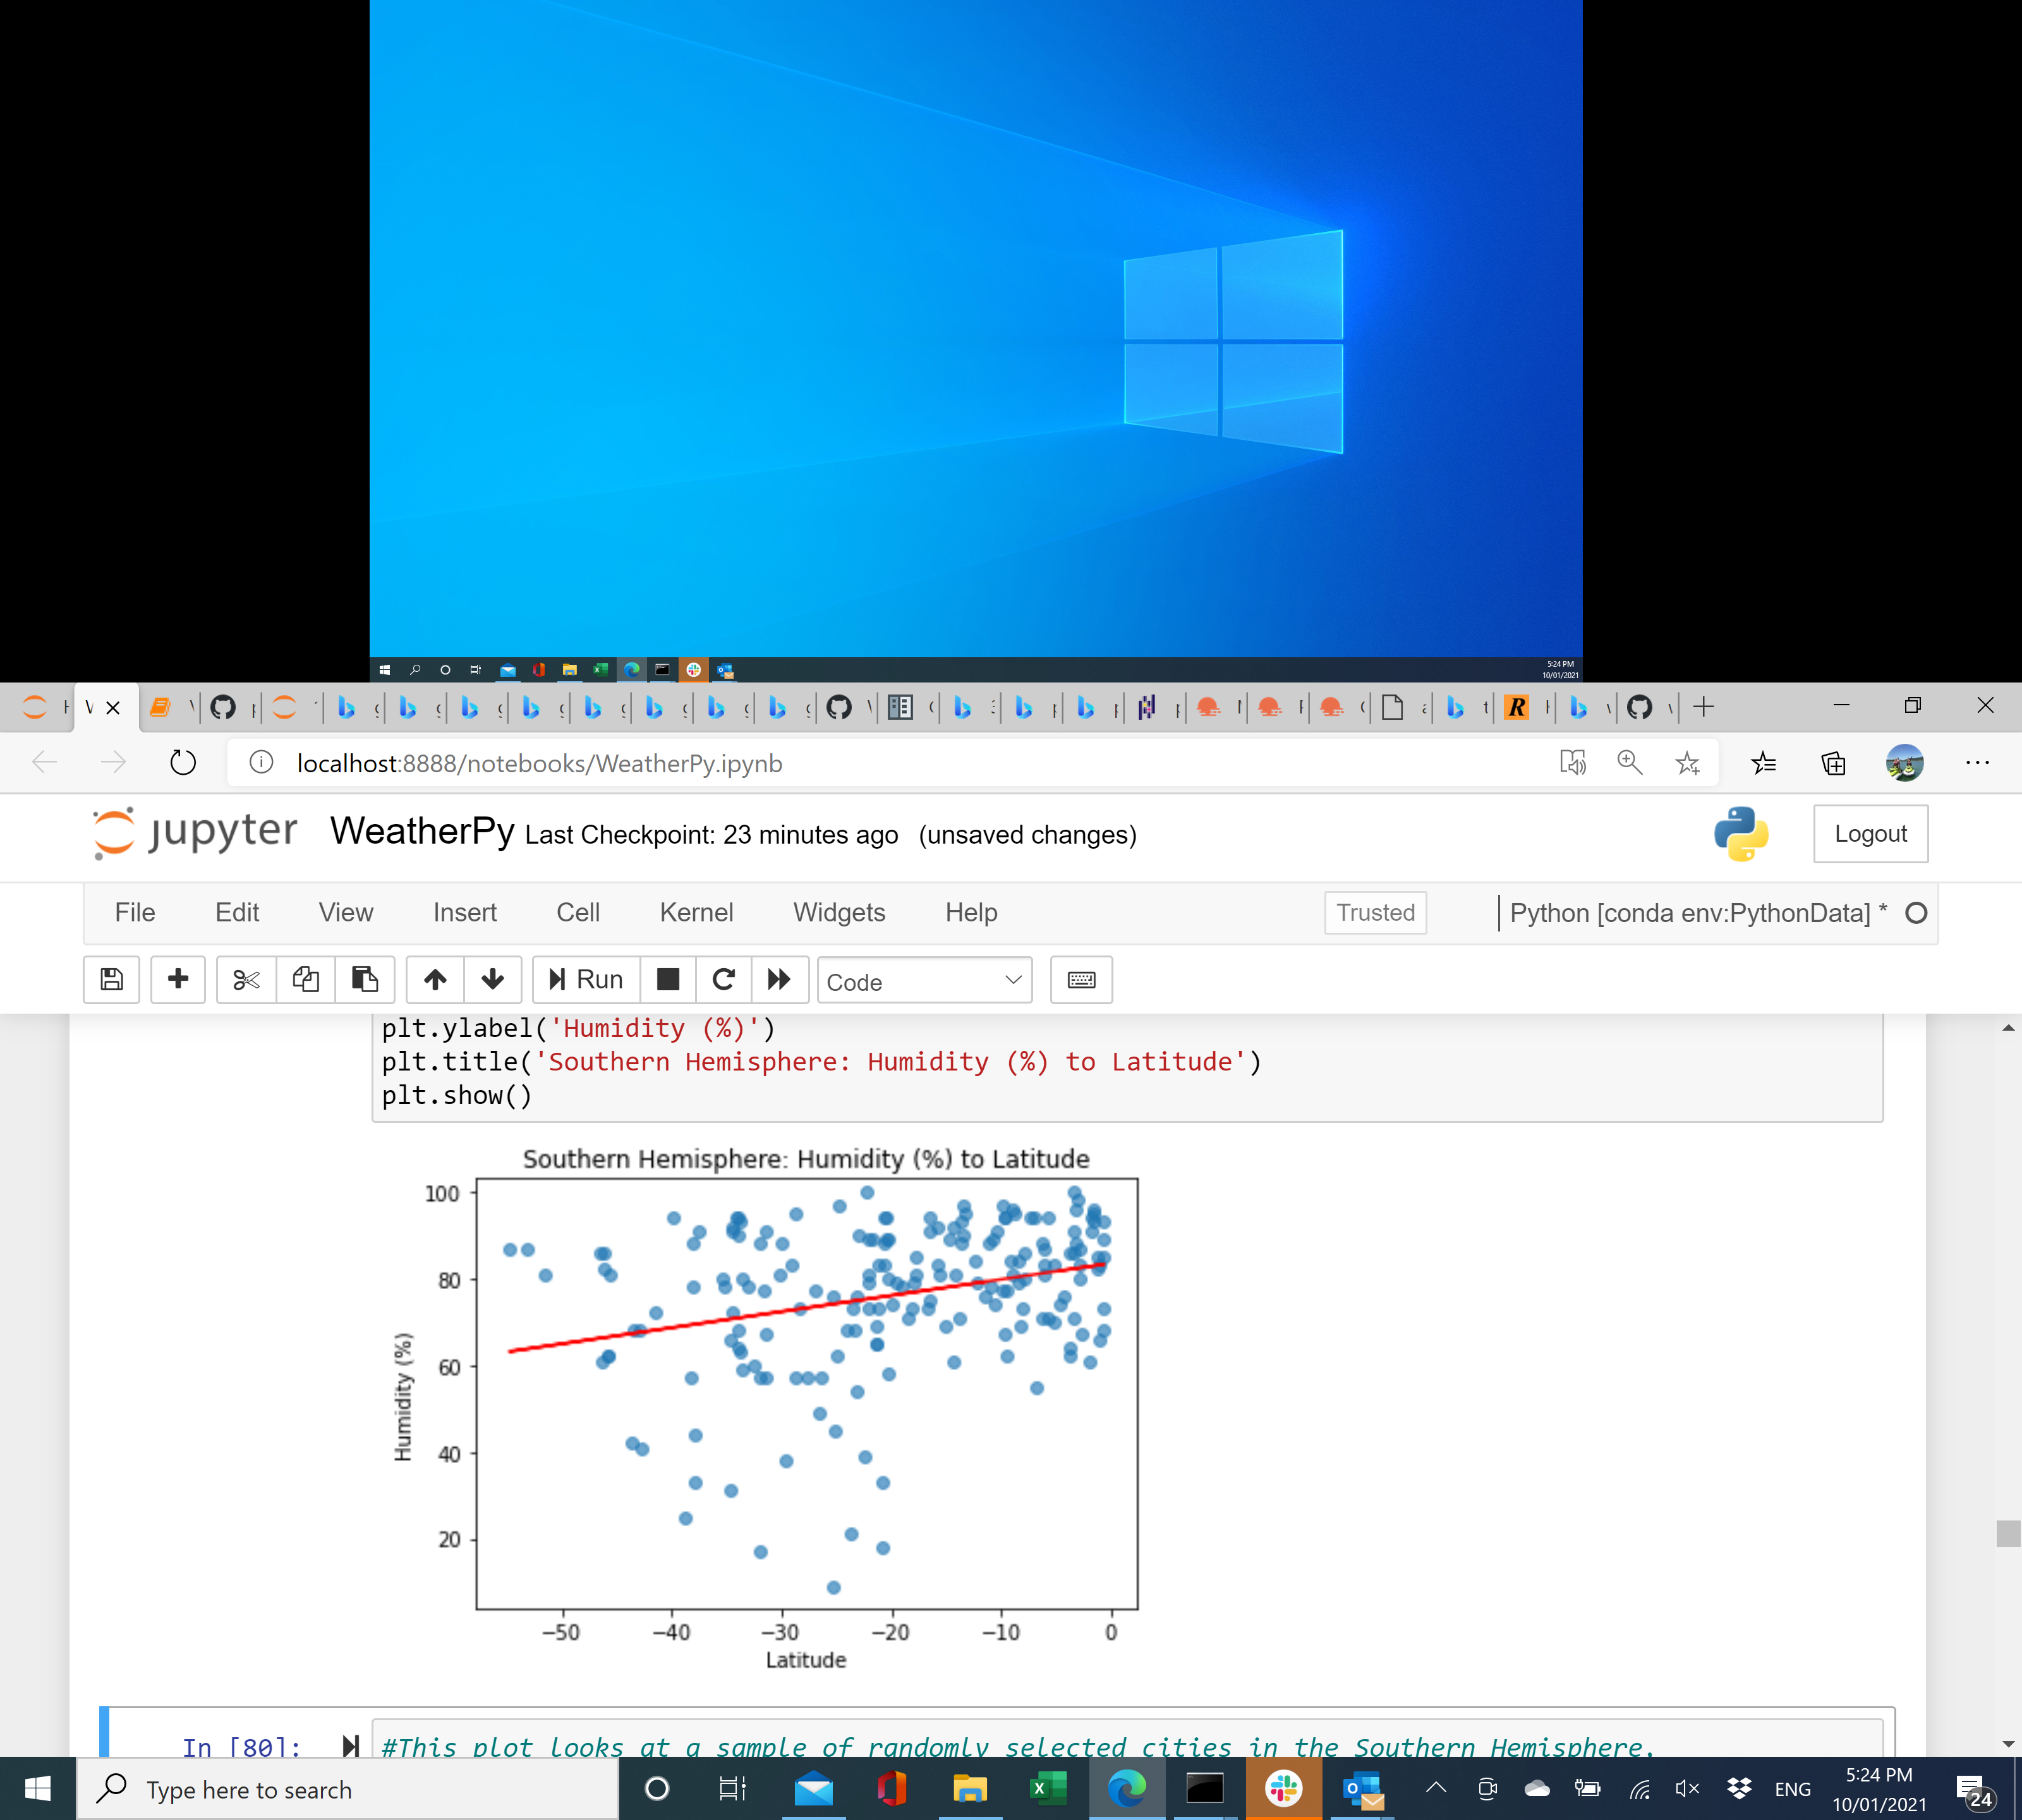 5:24 PM
10/01/2021
localhost:8888/notebooks/WeatherPy.ipynb
jupyter WeatherPy Last Checkpoint: 23 minutes ago (unsaved changes)
Logout
File Edit View Insert Cell Kernel Widgets Help Trusted Python [conda env:PythonData] *
Run Code
plt.ylabel('Humidity (%)')
plt.title('Southern Hemisphere: Humidity (%) to Latitude')
plt.show()
Southern Hemisphere: Humidity (%) to Latitude
100
80
60
40
20
Humidity (%)
−50 −40 −30 −20 −10 0
Latitude
In [80]: #This plot looks at a sample of randomly selected cities in the Southern Hemisphere.
Type here to search
ENG
5:24 PM
10/01/2021
24